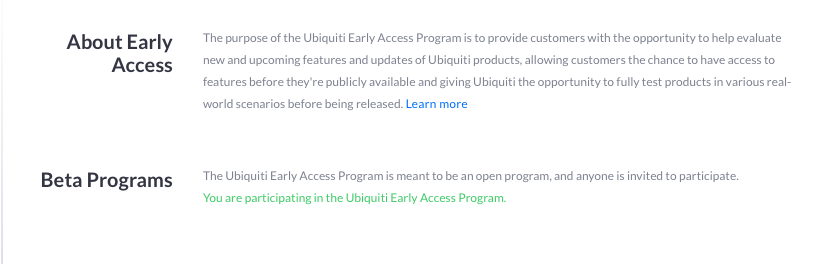 About Early
Access
The purpose of the Ubiquiti Early Access Program is to provide customers with the opportunity to help evaluate
new and upcoming features and updates of Ubiquiti products, allowing customers the chance to have access to
features before they're publicly available and giving Ubiquiti the opportunity to fully test products in various real-
world scenarios before being released. Learn more
Beta Programs
The Ubiquiti Early Access Program is meant to be an open program, and anyone is invited to participate.
You are participating in the Ubiquiti Early Access Program.